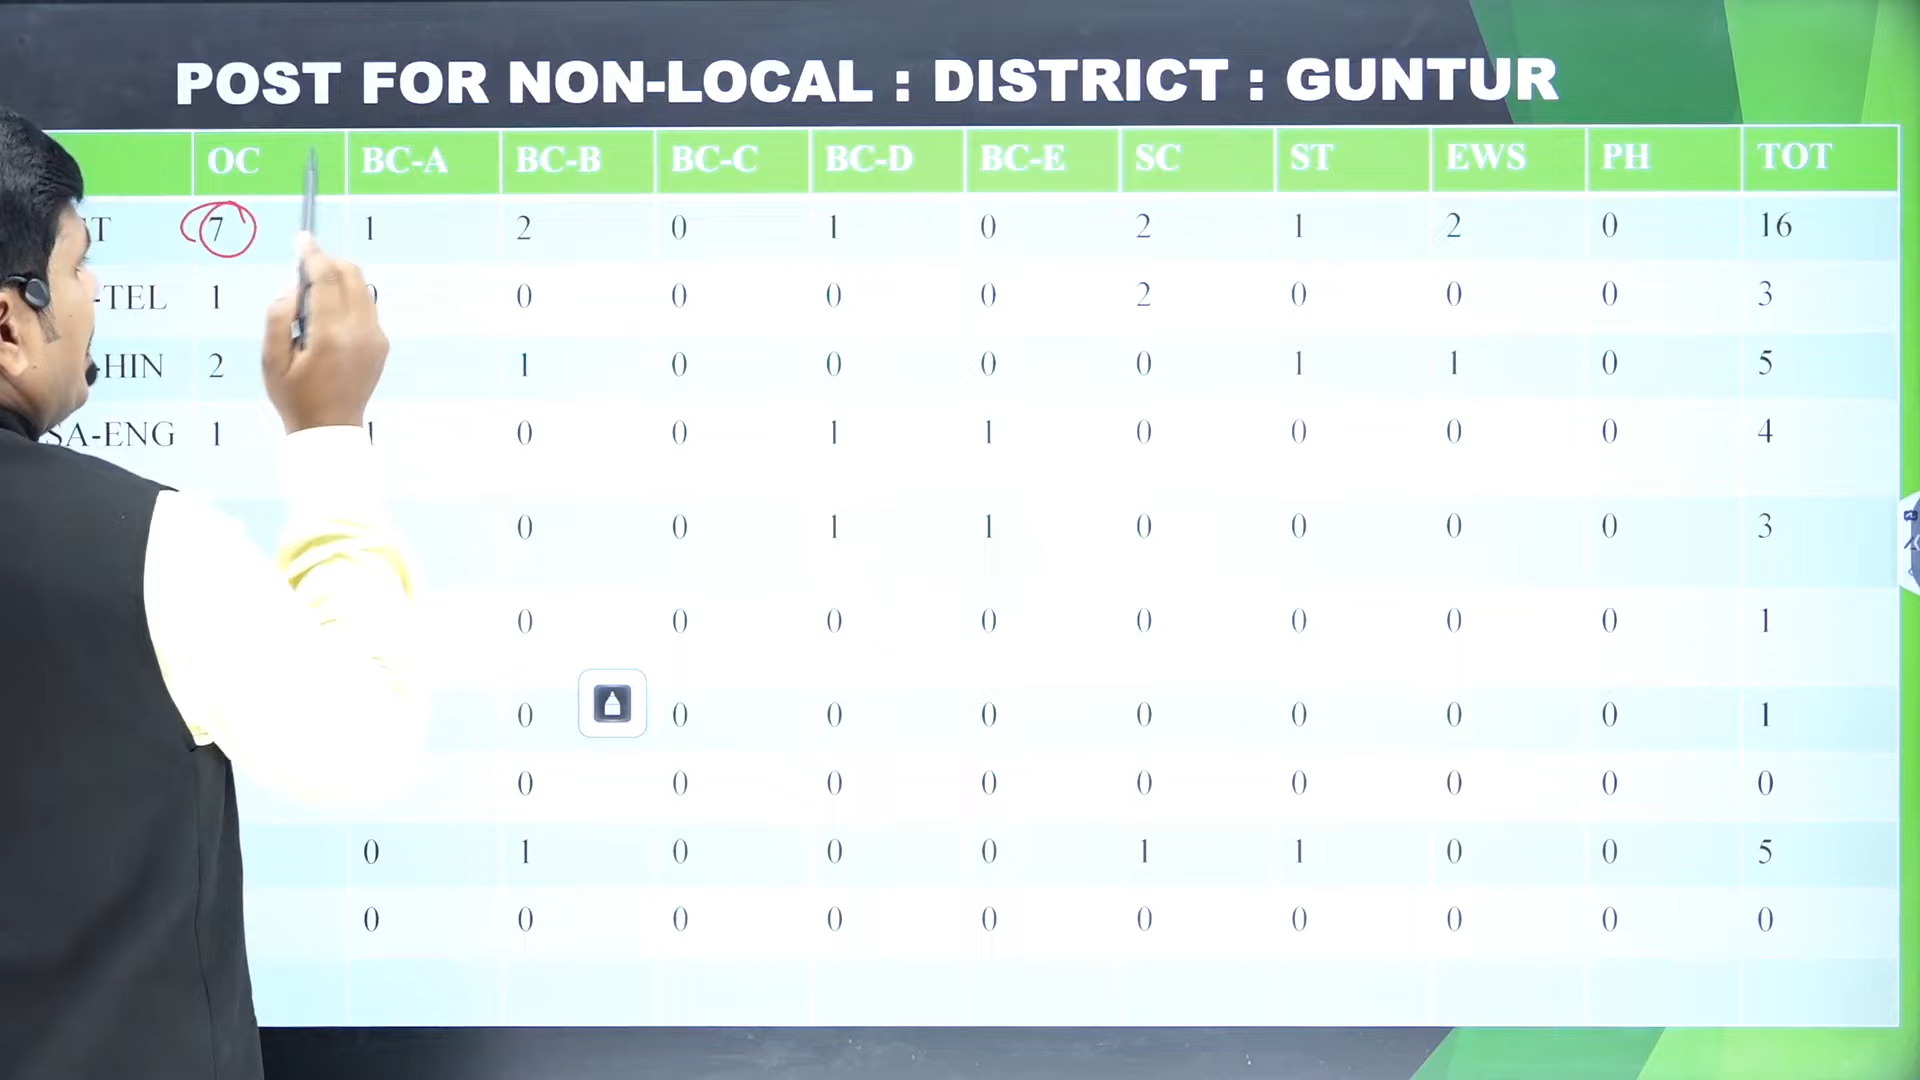 POST FOR NON-LOCAL : DISTRICT : GUNTUR
OC BC-A BC-B BC-C BC-D BC-E SC ST EWS PH TOT
7 1 2 0 1 0 2 1 2 0 16
-TEL 1 0 0 0 0 2 0 0 0 3
-HIN 2 1 0 0 0 0 1 1 0 5
SA-ENG 1 1 0 0 1 1 0 0 0 0 4
0 0 1 1 0 0 0 0 3
0 0 0 0 0 0 0 0 1
0 0 0 0 0 0 0 0 1
0 0 0 0 0 0 0 0 0
0 1 0 0 0 1 1 0 0 5
0 0 0 0 0 0 0 0 0 0